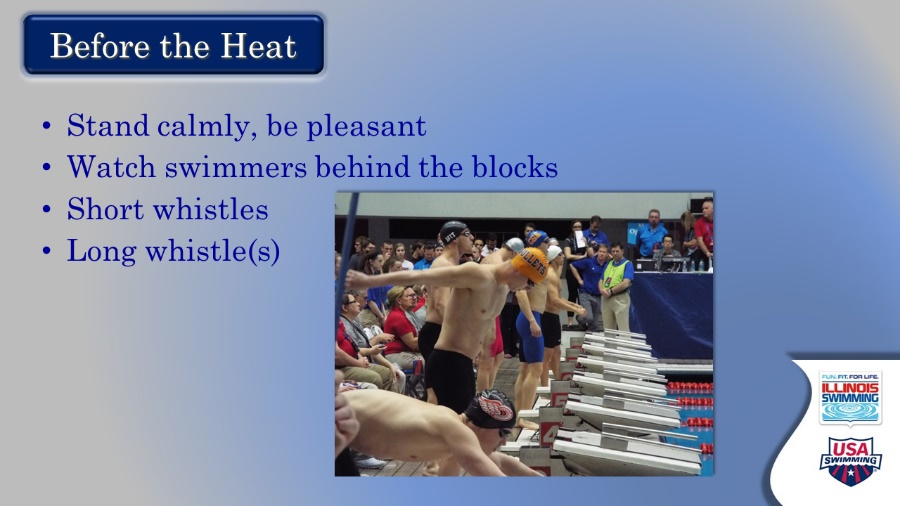 Before the Heat
• Stand calmly, be pleasant
• Watch swimmers behind the blocks
• Short whistles
• Long whistle(s)
FUN. FIT. FOR LIFE.
ILLINOIS
SWIMMING
USA
SWIMMING